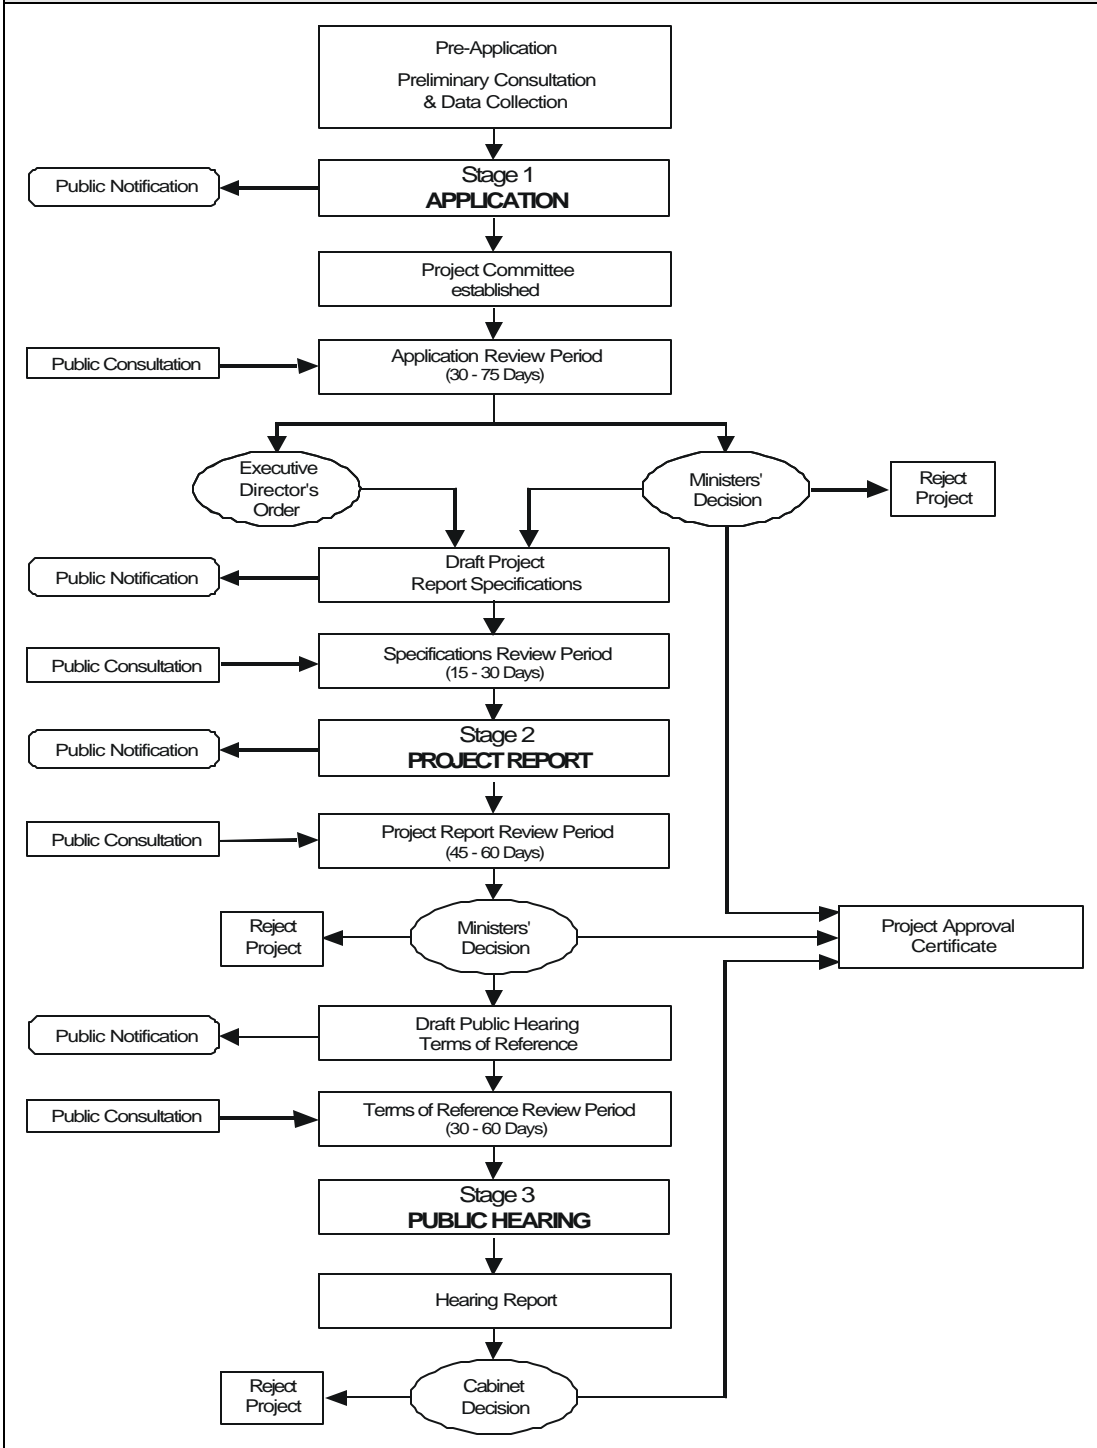 Pre-Application
Preliminary Consultation
& Data Collection
Public Notification
Stage 1
APPLICATION
Project Committee
established
Public Consultation
Application Review Period
(30 - 75 Days)
Executive
Director's
Order
Ministers'
Decision
Reject
Project
Public Notification
Draft Project
Report Specifications
Public Consultation
Specifications Review Period
(15 - 30 Days)
Public Notification
Stage 2
PROJECT REPORT
Public Consultation
Project Report Review Period
(45 - 60 Days)
Reject
Project
Ministers'
Decision
Project Approval
Certificate
Public Notification
Draft Public Hearing
Terms of Reference
Public Consultation
Terms of Reference Review Period
(30 - 60 Days)
Stage 3
PUBLIC HEARING
Hearing Report
Reject
Project
Cabinet
Decision